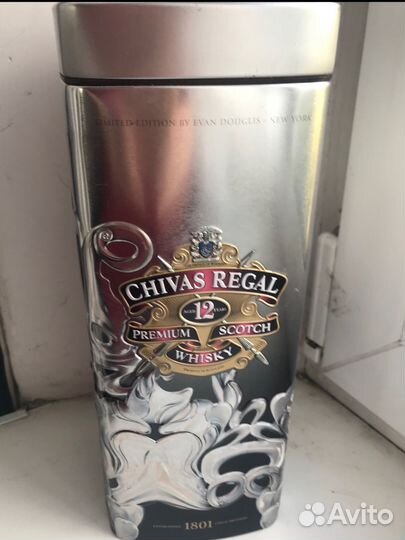 LIMITED EDITION BY EVAN DOUGLIS - NEW YORK
CHIVAS REGAL
AGED 12 YEARS
PREMIUM SCOTCH
WHISKY
1801
Avito